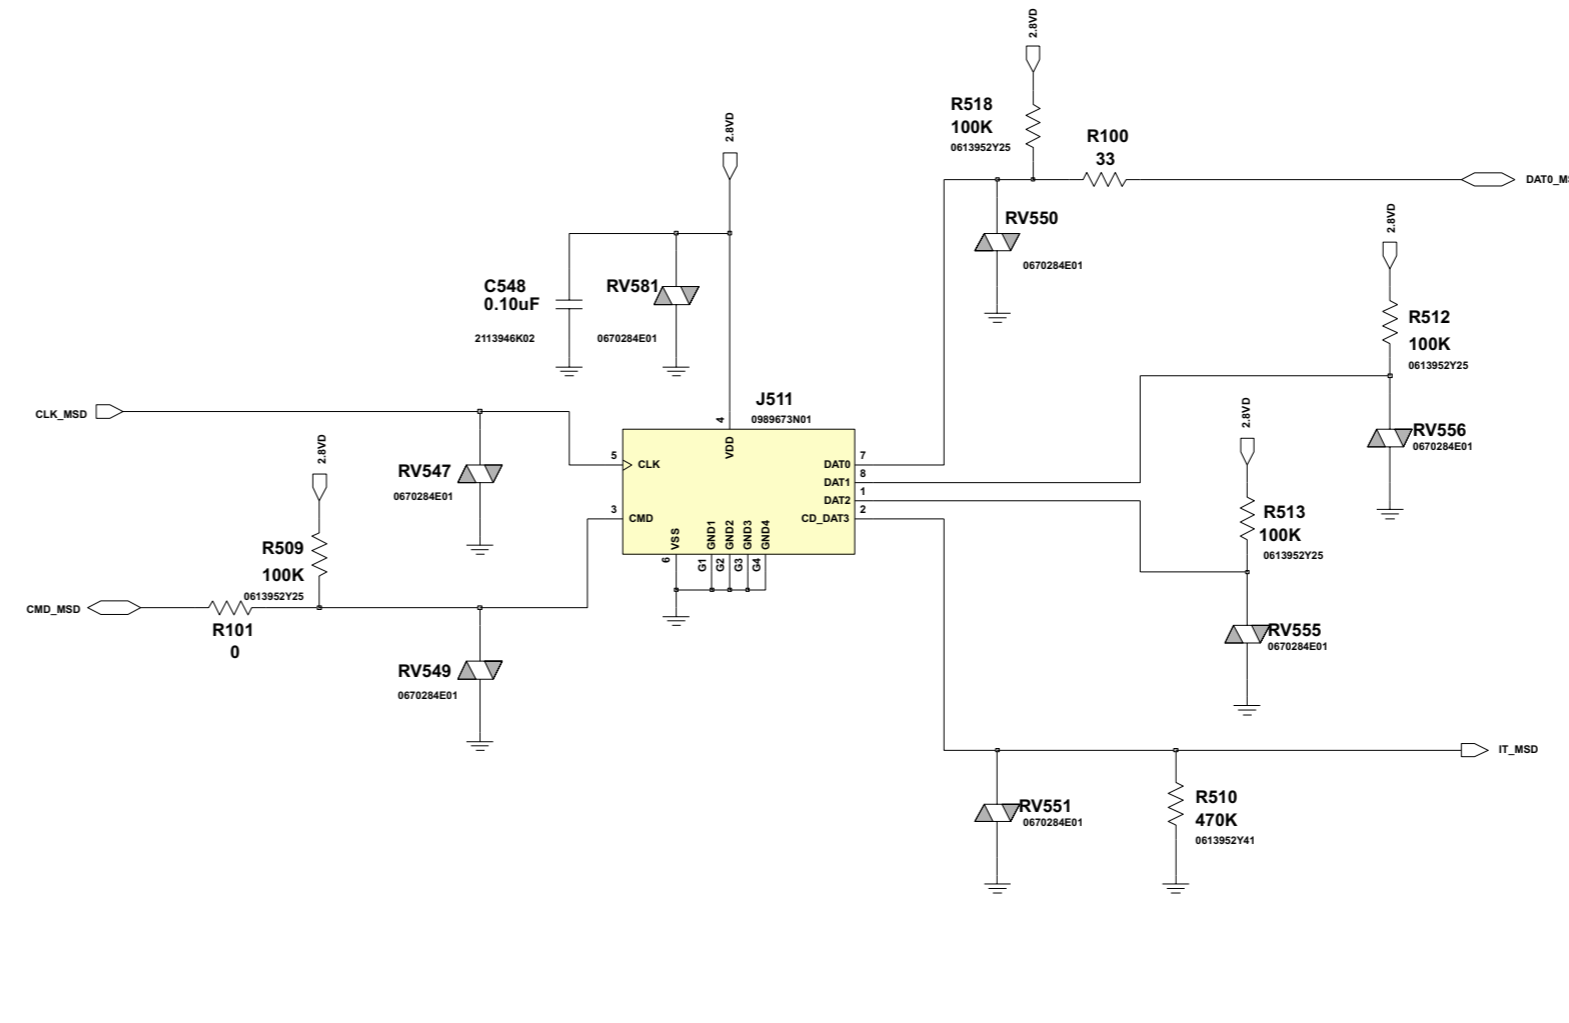 2.8VD
R518
100K
0613952Y25
R100
33
DAT0_MS
2.8VD
RV550
0670284E01
2.8VD
C548
0.10uF
2113946K02
RV581
0670284E01
R512
100K
0613952Y25
CLK_MSD
J511
0989673N01
2.8VD
RV556
0670284E01
2.8VD
4
VDD
5
CLK
3
CMD
7
DAT0
8
DAT1
1
DAT2
2
CD_DAT3
VSS
GND1
GND2
GND3
GND4
6
G1
G2
G3
G4
RV547
0670284E01
R513
100K
0613952Y25
R509
100K
0613952Y25
CMD_MSD
R101
0
RV555
0670284E01
RV549
0670284E01
IT_MSD
RV551
0670284E01
R510
470K
0613952Y41